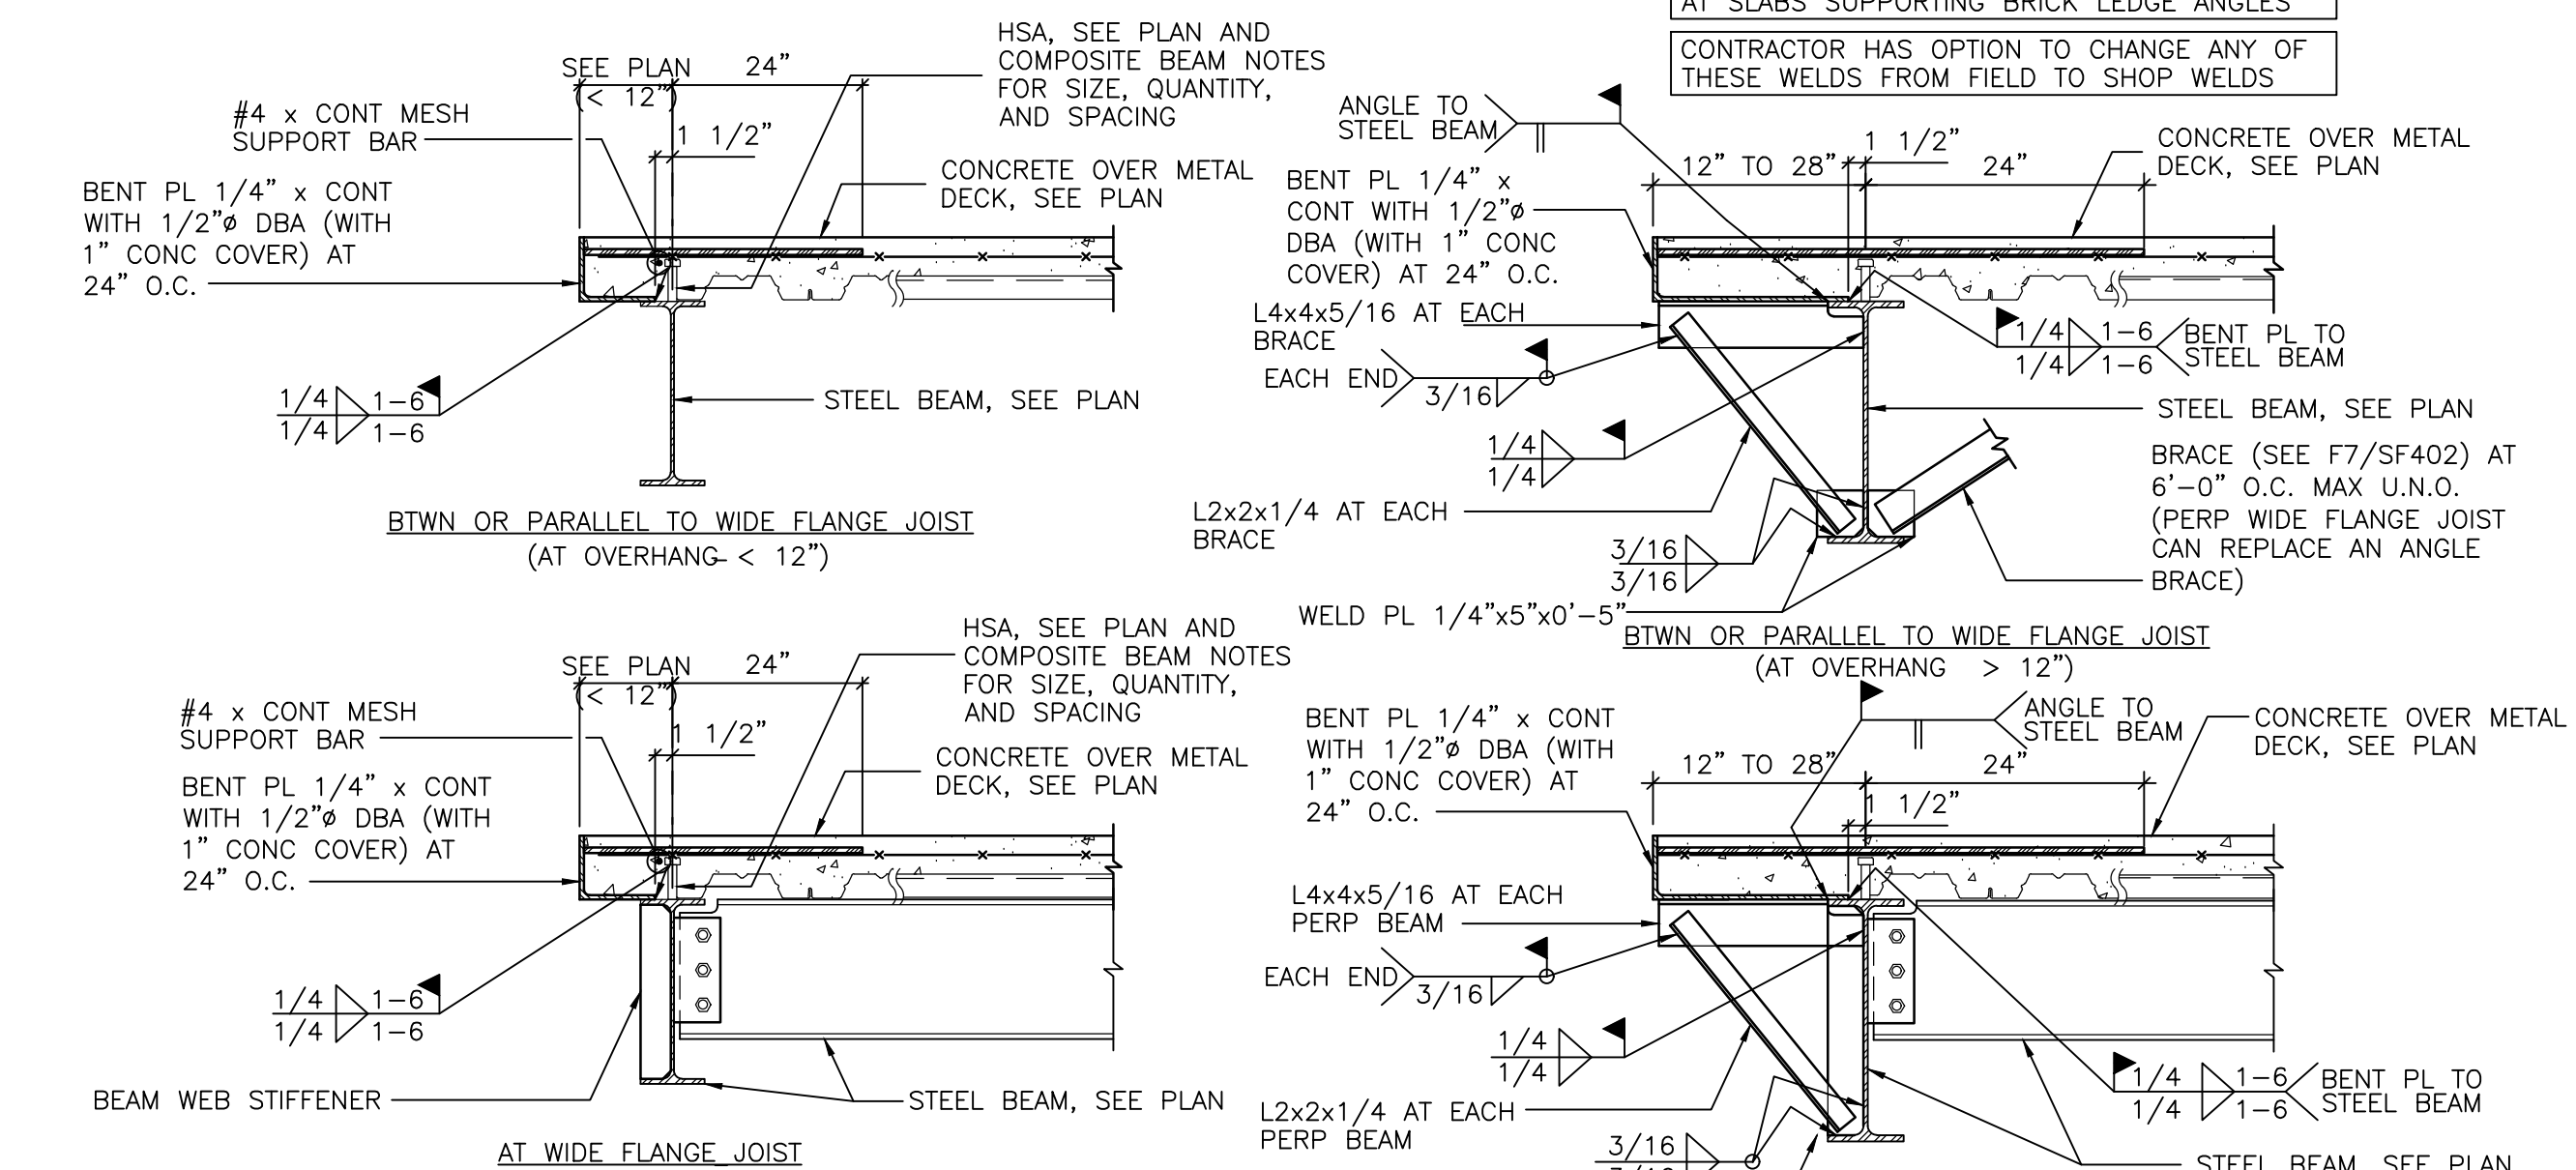 AT SLABS SUPPORTING BRICK LEDGE ANGLES
CONTRACTOR HAS OPTION TO CHANGE ANY OF
THESE WELDS FROM FIELD TO SHOP WELDS
SEE PLAN
(< 12")
24"
1 1/2"
HSA, SEE PLAN AND
COMPOSITE BEAM NOTES
FOR SIZE, QUANTITY,
AND SPACING
#4 x CONT MESH
SUPPORT BAR
CONCRETE OVER METAL
DECK, SEE PLAN
BENT PL 1/4" x CONT
WITH 1/2"ø DBA (WITH
1" CONC COVER) AT
24" O.C.
1/4 1-6
1/4 1-6
STEEL BEAM, SEE PLAN
BTWN OR PARALLEL TO WIDE FLANGE JOIST
(AT OVERHANG < 12")
ANGLE TO
STEEL BEAM
12" TO 28"
1 1/2"
24"
CONCRETE OVER METAL
DECK, SEE PLAN
BENT PL 1/4" x
CONT WITH 1/2"ø
DBA (WITH 1" CONC
COVER) AT 24" O.C.
L4x4x5/16 AT EACH
BRACE
EACH END
3/16
1/4
1/4
L2x2x1/4 AT EACH
BRACE
3/16
3/16
WELD PL 1/4"x5"x0'-5"
1/4 1-6
1/4 1-6
BENT PL TO
STEEL BEAM
STEEL BEAM, SEE PLAN
BRACE (SEE F7/SF402) AT
6'-0" O.C. MAX U.N.O.
(PERP WIDE FLANGE JOIST
CAN REPLACE AN ANGLE
BRACE)
BTWN OR PARALLEL TO WIDE FLANGE JOIST
(AT OVERHANG > 12")
SEE PLAN
(< 12")
24"
1 1/2"
HSA, SEE PLAN AND
COMPOSITE BEAM NOTES
FOR SIZE, QUANTITY,
AND SPACING
#4 x CONT MESH
SUPPORT BAR
CONCRETE OVER METAL
DECK, SEE PLAN
BENT PL 1/4" x CONT
WITH 1/2"ø DBA (WITH
1" CONC COVER) AT
24" O.C.
1/4 1-6
1/4 1-6
BEAM WEB STIFFENER
STEEL BEAM, SEE PLAN
AT WIDE FLANGE JOIST
BENT PL 1/4" x CONT
WITH 1/2"ø DBA (WITH
1" CONC COVER) AT
24" O.C.
ANGLE TO
STEEL BEAM
12" TO 28"
24"
1 1/2"
CONCRETE OVER METAL
DECK, SEE PLAN
L4x4x5/16 AT EACH
PERP BEAM
EACH END
3/16
1/4
1/4
L2x2x1/4 AT EACH
PERP BEAM
3/16
3/16
1/4 1-6
1/4 1-6
BENT PL TO
STEEL BEAM
STEEL BEAM, SEE PLAN